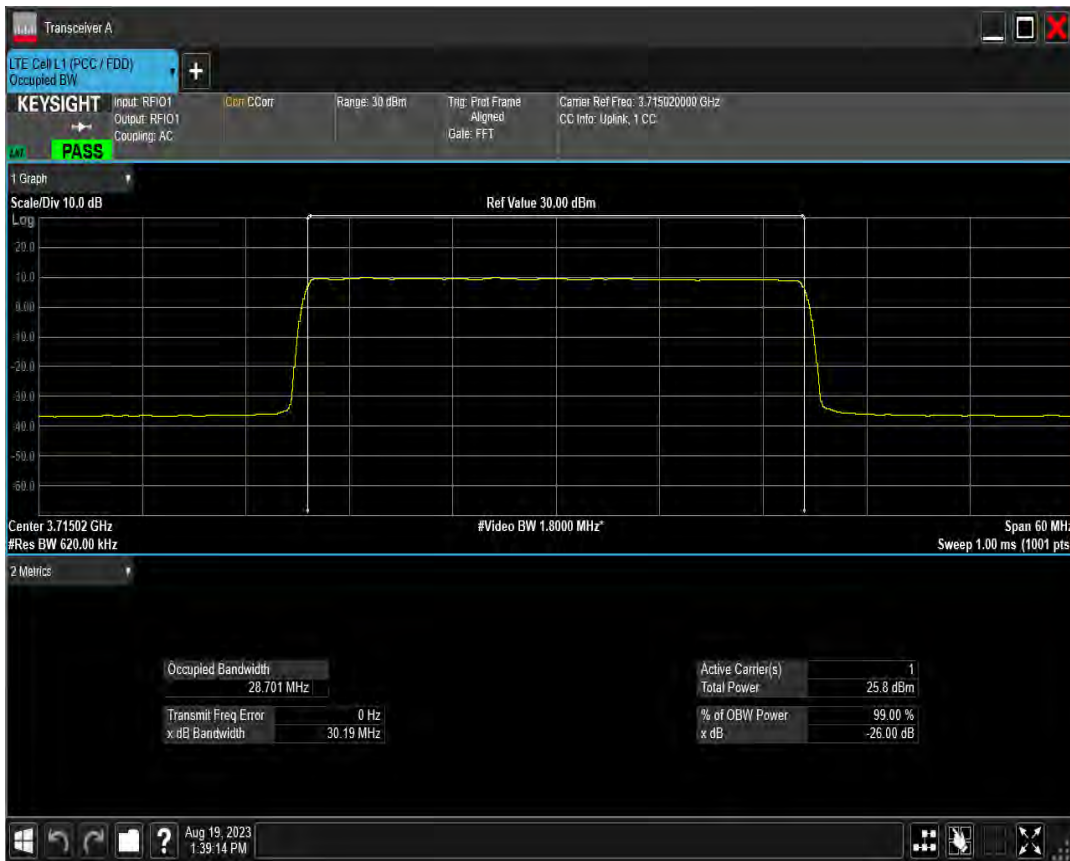 Transceiver A
LTE Cell L1 (PCC / FDD)
Occupied BW
KEYSIGHT
Input: RFIO1
Output: RFIO1
Coupling: AC
Corr CCorr
Range: 30 dBm
Trig: Prot Frame
Aligned
Gate: FFT
Carrier Ref Freq: 3.715020000 GHz
CC Info: Uplink, 1 CC
PASS
1 Graph
Scale/Div 10.0 dB
Ref Value 30.00 dBm
Log
20.0
10.0
0.00
-10.0
-20.0
-30.0
-40.0
-50.0
-60.0
Center 3.71502 GHz
#Video BW 1.8000 MHz*
Span 60 MHz
#Res BW 620.00 kHz
Sweep 1.00 ms (1001 pts
2 Metrics
Occupied Bandwidth
28.701 MHz
Transmit Freq Error 0 Hz
x dB Bandwidth 30.19 MHz
Active Carrier(s) 1
Total Power 25.8 dBm
% of OBW Power 99.00 %
x dB -26.00 dB
Aug 19, 2023
1:39:14 PM